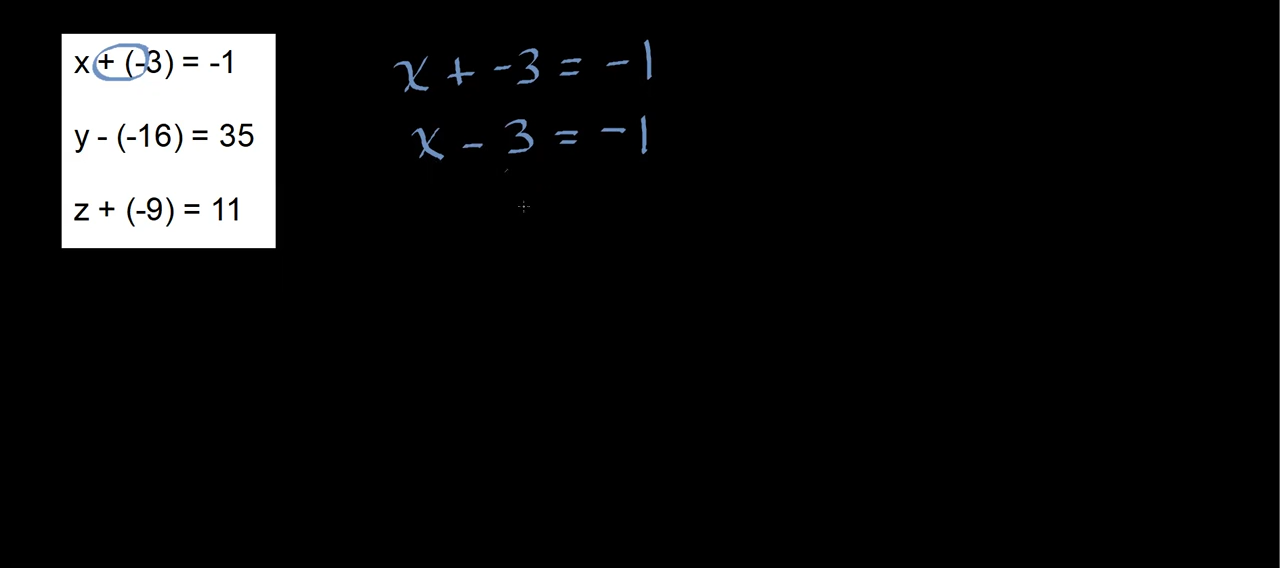 x + (-3) = -1
y - (-16) = 35
z + (-9) = 11
x + -3 = -1
x - 3 = -1